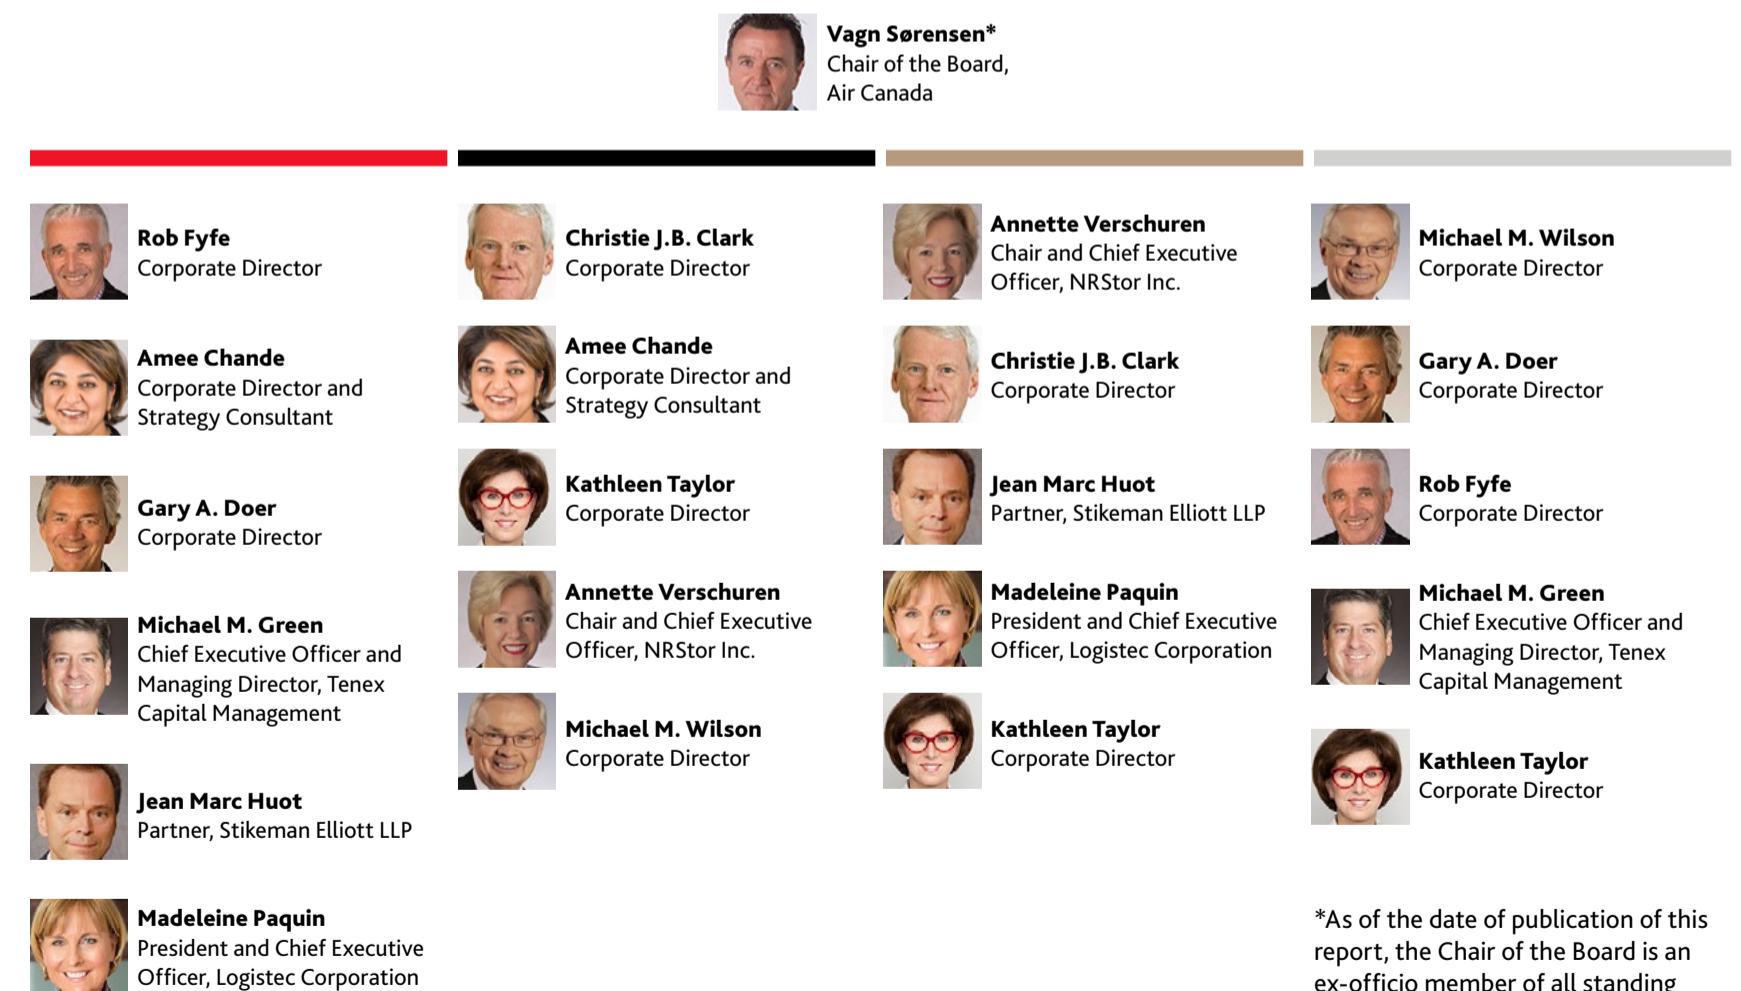 Vagn Sørensen*
Chair of the Board,
Air Canada
Rob Fyfe
Corporate Director
Amee Chande
Corporate Director and
Strategy Consultant
Gary A. Doer
Corporate Director
Michael M. Green
Chief Executive Officer and
Managing Director, Tenex
Capital Management
Jean Marc Huot
Partner, Stikeman Elliott LLP
Madeleine Paquin
President and Chief Executive
Officer, Logistec Corporation
Christie J.B. Clark
Corporate Director
Amee Chande
Corporate Director and
Strategy Consultant
Kathleen Taylor
Corporate Director
Annette Verschuren
Chair and Chief Executive
Officer, NRStor Inc.
Michael M. Wilson
Corporate Director
Annette Verschuren
Chair and Chief Executive
Officer, NRStor Inc.
Christie J.B. Clark
Corporate Director
Jean Marc Huot
Partner, Stikeman Elliott LLP
Madeleine Paquin
President and Chief Executive
Officer, Logistec Corporation
Kathleen Taylor
Corporate Director
Michael M. Wilson
Corporate Director
Gary A. Doer
Corporate Director
Rob Fyfe
Corporate Director
Michael M. Green
Chief Executive Officer and
Managing Director, Tenex
Capital Management
Kathleen Taylor
Corporate Director
*As of the date of publication of this
report, the Chair of the Board is an
ex-officio member of all standing